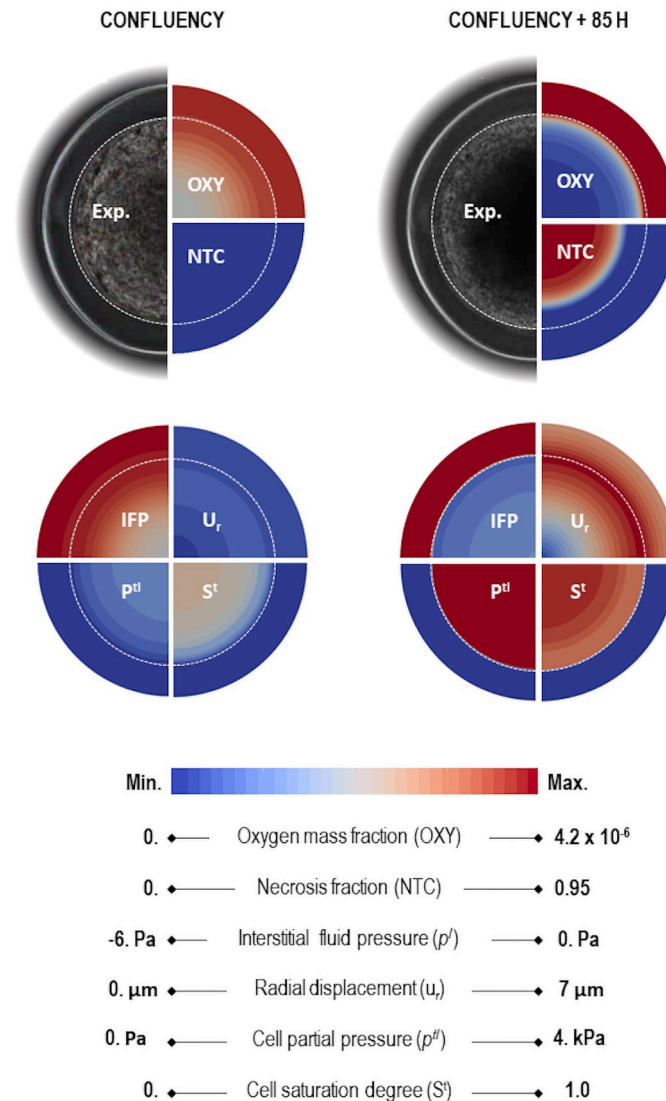 CONFLUENCY CONFLUENCY + 85 H
Exp. OXY NTC
Exp. OXY NTC
IFP Uᵣ
Pᵗˡ Sᵗ
IFP Uᵣ
Pᵗˡ Sᵗ
Min. Max.
0. Oxygen mass fraction (OXY) 4.2 x 10⁻⁶
0. Necrosis fraction (NTC) 0.95
-6. Pa Interstitial fluid pressure (pˡ) 0. Pa
0. μm Radial displacement (uᵣ) 7 μm
0. Pa Cell partial pressure (pᵗˡ) 4. kPa
0. Cell saturation degree (Sᵗ) 1.0